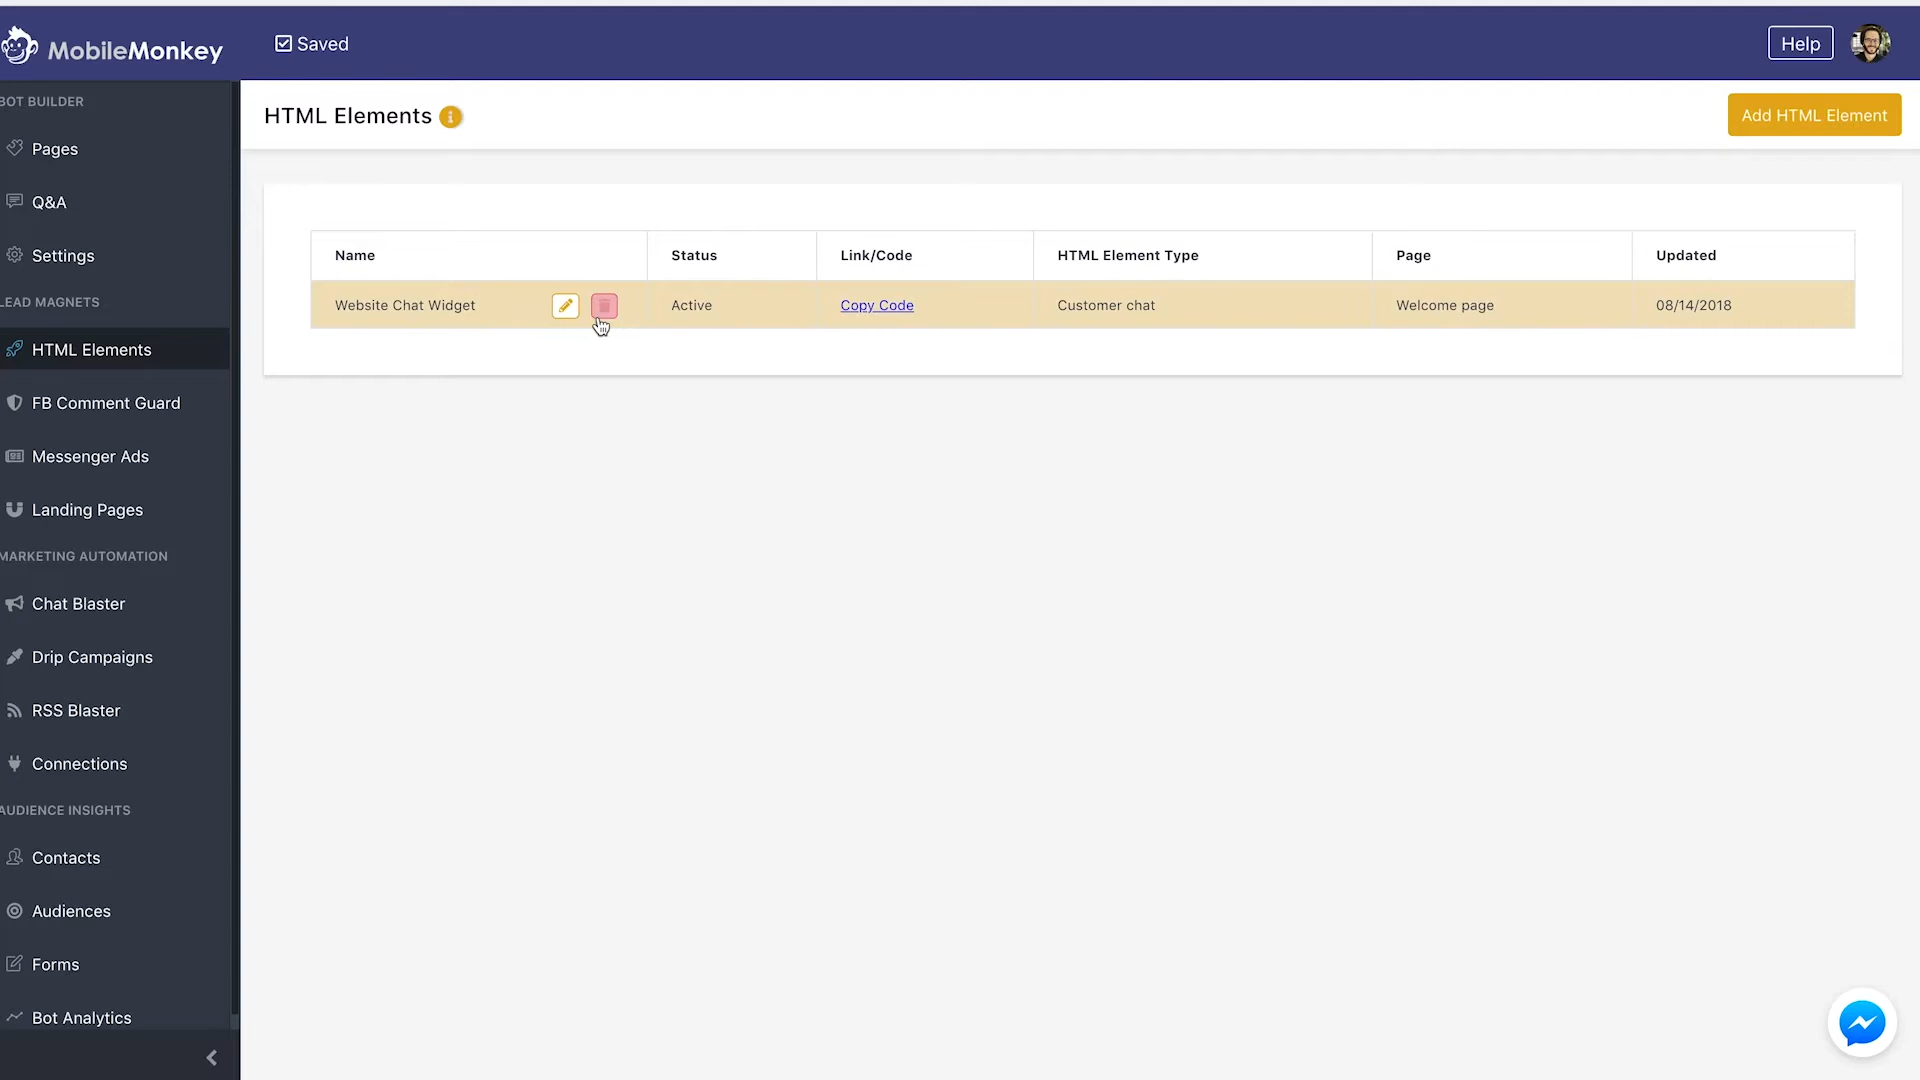 MobileMonkey
Saved
Help
BOT BUILDER
Pages
Q&A
Settings
LEAD MAGNETS
HTML Elements
FB Comment Guard
Messenger Ads
Landing Pages
MARKETING AUTOMATION
Chat Blaster
Drip Campaigns
RSS Blaster
Connections
AUDIENCE INSIGHTS
Contacts
Audiences
Forms
Bot Analytics
HTML Elements
Add HTML Element
Name Status Link/Code HTML Element Type Page Updated
Website Chat Widget Active Copy Code Customer chat Welcome page 08/14/2018